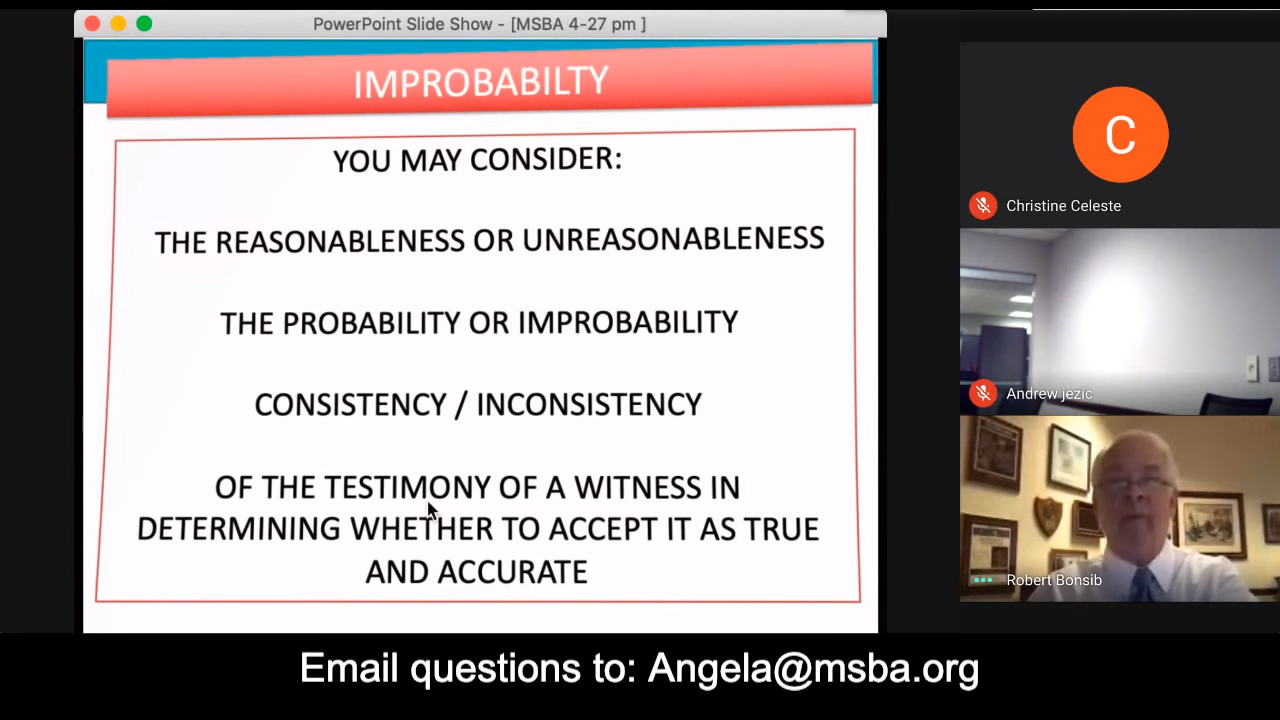 PowerPoint Slide Show - [MSBA 4-27 pm ]
IMPROBABILTY
YOU MAY CONSIDER:
THE REASONABLENESS OR UNREASONABLENESS
THE PROBABILITY OR IMPROBABILITY
CONSISTENCY / INCONSISTENCY
OF THE TESTIMONY OF A WITNESS IN
DETERMINING WHETHER TO ACCEPT IT AS TRUE
AND ACCURATE
C
Christine Celeste
Andrew jezic
Robert Bonsib
Email questions to: Angela@msba.org